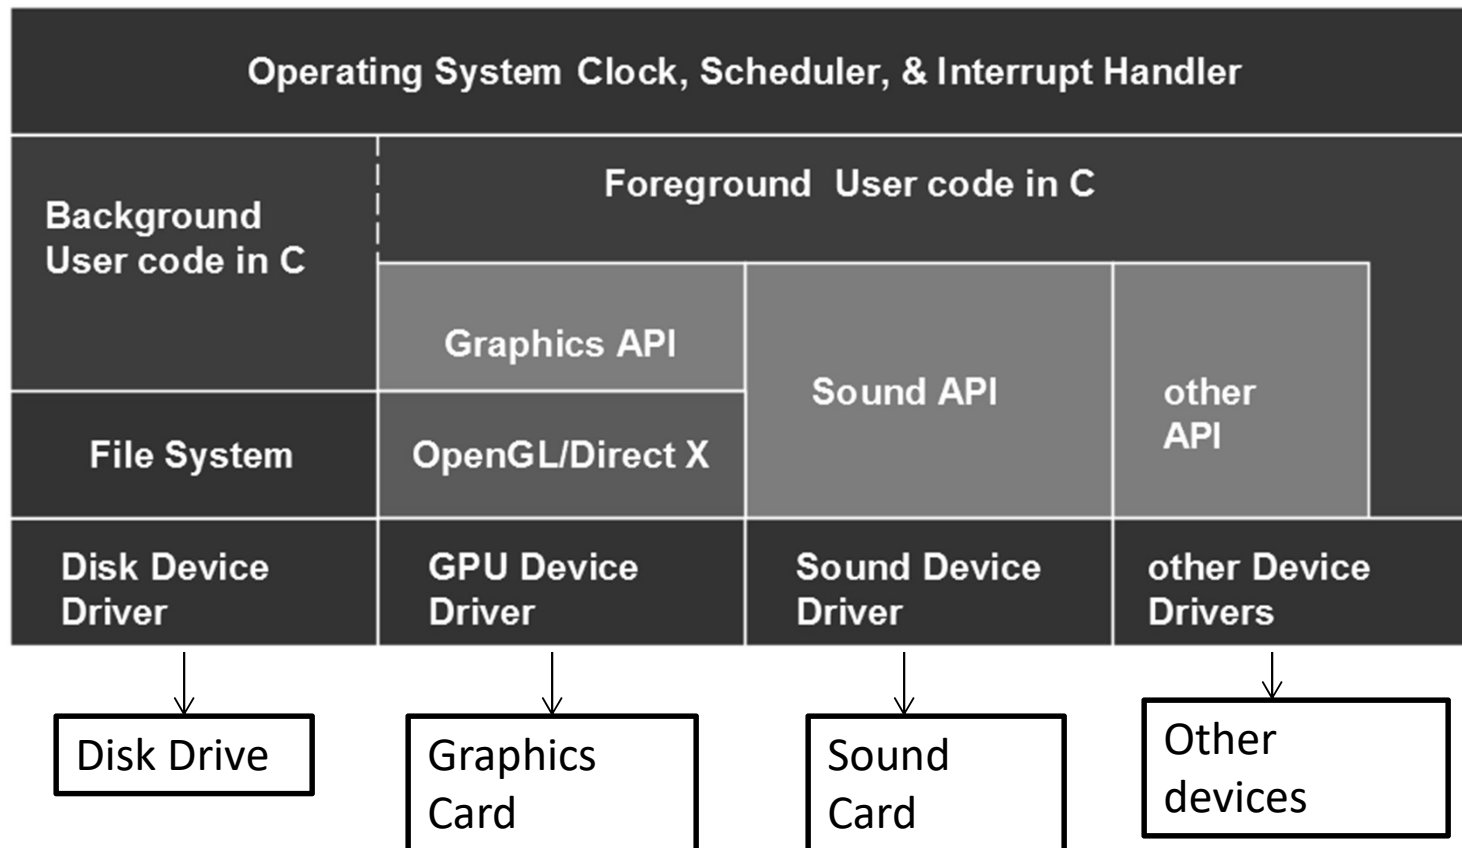 Operating System Clock, Scheduler, & Interrupt Handler
Background
User code in C
Foreground User code in C
Graphics API
Sound API
other
API
File System
OpenGL/Direct X
Disk Device
Driver
GPU Device
Driver
Sound Device
Driver
other Device
Drivers
Disk Drive
Graphics
Card
Sound
Card
Other
devices